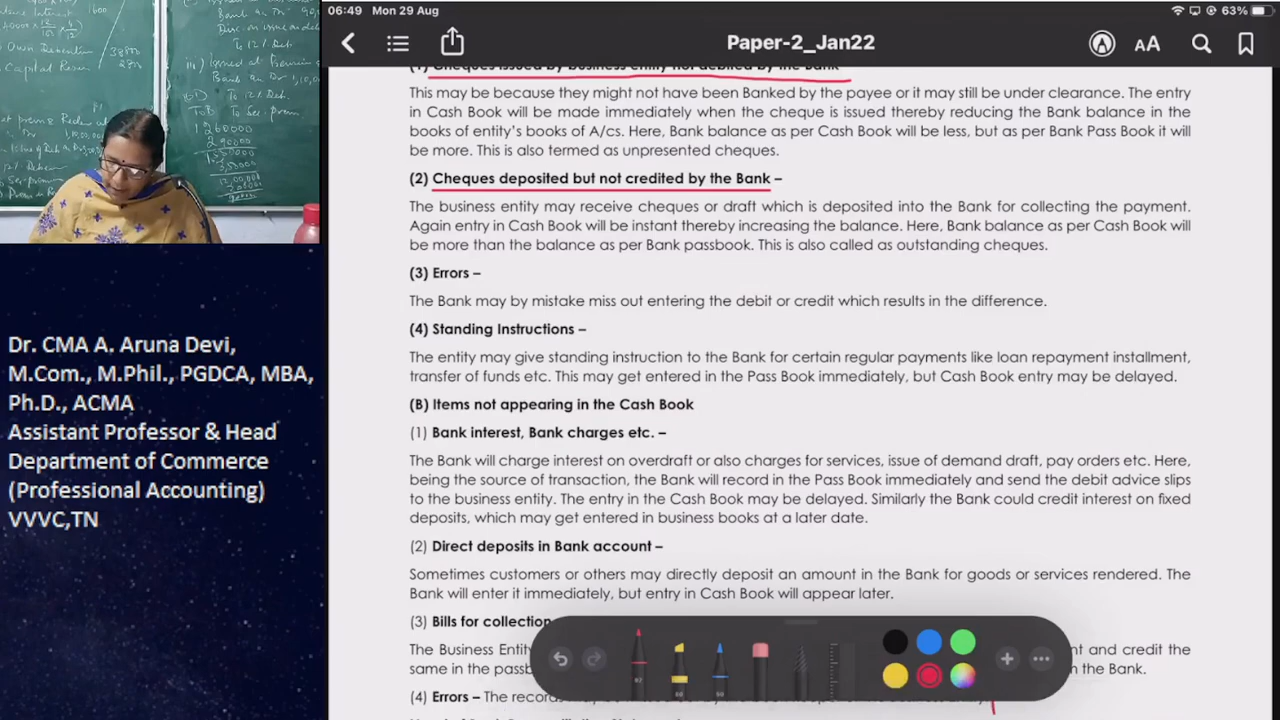 06:49 Mon 29 Aug
63%
Paper-2_Jan22
AA
(1) Cheques issued by business entity not debited by the Bank
This may be because they might not have been Banked by the payee or it may still be under clearance. The entry
in Cash Book will be made immediately when the cheque is issued thereby reducing the Bank balance in the
books of entity's books of A/cs. Here, Bank balance as per Cash Book will be less, but as per Bank Pass Book it will
be more. This is also termed as unpresented cheques.
(2) Cheques deposited but not credited by the Bank –
The business entity may receive cheques or draft which is deposited into the Bank for collecting the payment.
Again entry in Cash Book will be instant thereby increasing the balance. Here, Bank balance as per Cash Book will
be more than the balance as per Bank passbook. This is also called as outstanding cheques.
(3) Errors –
The Bank may by mistake miss out entering the debit or credit which results in the difference.
(4) Standing Instructions –
The entity may give standing instruction to the Bank for certain regular payments like loan repayment installment,
transfer of funds etc. This may get entered in the Pass Book immediately, but Cash Book entry may be delayed.
(B) Items not appearing in the Cash Book
(1) Bank interest, Bank charges etc. –
The Bank will charge interest on overdraft or also charges for services, issue of demand draft, pay orders etc. Here,
being the source of transaction, the Bank will record in the Pass Book immediately and send the debit advice slips
to the business entity. The entry in the Cash Book may be delayed. Similarly the Bank could credit interest on fixed
deposits, which may get entered in business books at a later date.
(2) Direct deposits in Bank account –
Sometimes customers or others may directly deposit an amount in the Bank for goods or services rendered. The
Bank will enter it immediately, but entry in Cash Book will appear later.
(3) Bills for collection
The Business Entity and credit the
same in the passb the Bank.
(4) Errors – The record
Dr. CMA A. Aruna Devi,
M.Com., M.Phil., PGDCA, MBA,
Ph.D., ACMA
Assistant Professor & Head
Department of Commerce
(Professional Accounting)
VVVC,TN